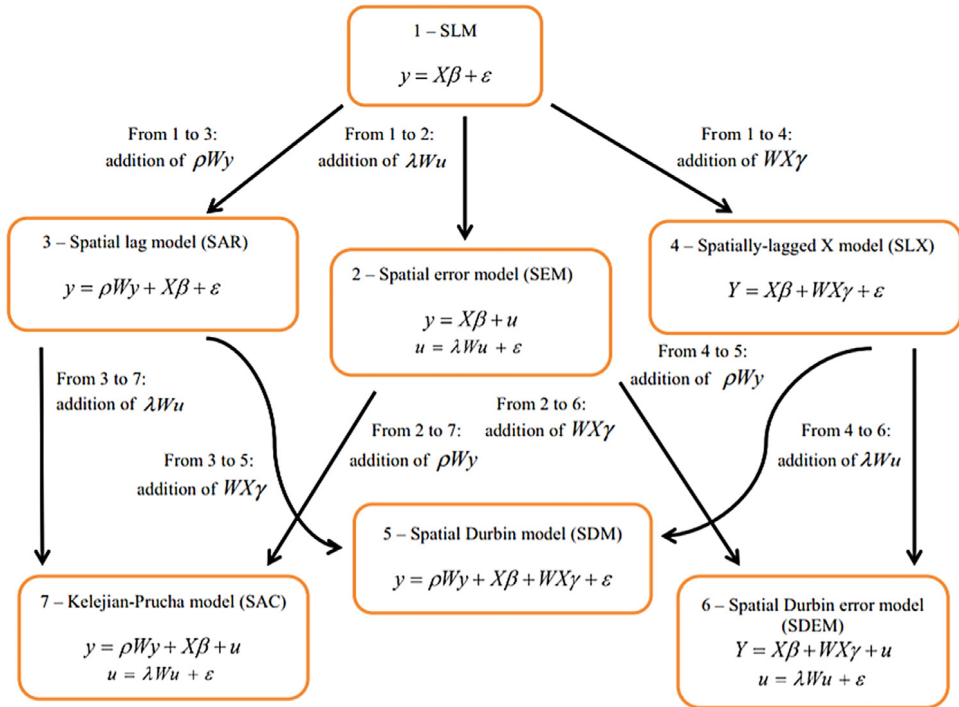 1 – SLM
y = Xβ + ε
From 1 to 3:
addition of ρWy
From 1 to 2:
addition of λWu
From 1 to 4:
addition of WXγ
3 – Spatial lag model (SAR)
y = ρWy + Xβ + ε
2 – Spatial error model (SEM)
y = Xβ + u
u = λWu + ε
4 – Spatially-lagged X model (SLX)
Y = Xβ + WXγ + ε
From 3 to 7:
addition of λWu
From 3 to 5:
addition of WXγ
From 2 to 7:
addition of ρWy
From 2 to 6:
addition of WXγ
From 4 to 5:
addition of ρWy
From 4 to 6:
addition of λWu
5 – Spatial Durbin model (SDM)
y = ρWy + Xβ + WXγ + ε
7 – Kelejian-Prucha model (SAC)
y = ρWy + Xβ + u
u = λWu + ε
6 – Spatial Durbin error model
(SDEM)
Y = Xβ + WXγ + u
u = λWu + ε